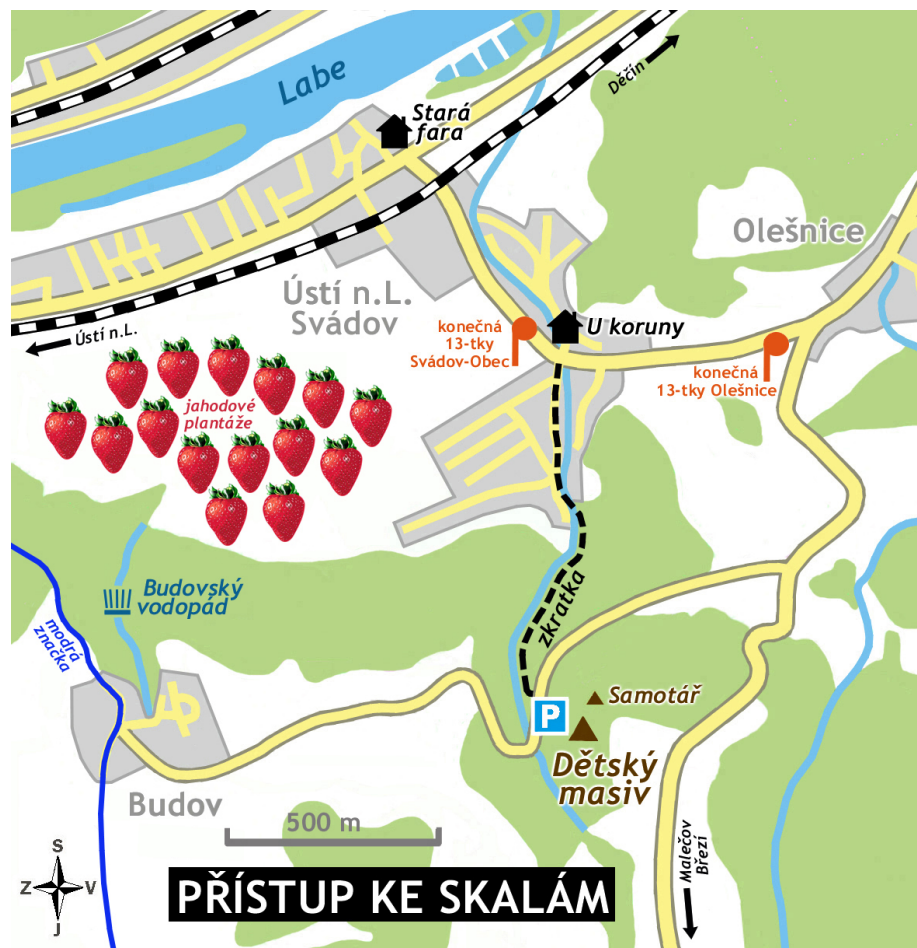 Labe
Děčín
Stará
fara
Olešnice
Ústí n.L.
Svádov
Ústí n.L.
konečná
13-tky
Svádov-Obec
U koruny
konečná
13-tky Olešnice
jahodové
plantáže
Budovský
vodopád
modrá
značka
zkratka
P
Samotář
Dětský
masiv
Budov
500 m
Malečov
Březí
S
Z V
J
PŘÍSTUP KE SKALÁM